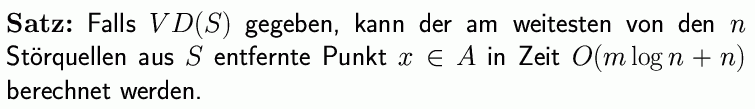 Satz: Falls VD(S) gegeben, kann der am weitesten von den n
Störquellen aus S entfernte Punkt x ∈ A in Zeit O(m log n + n)
berechnet werden.